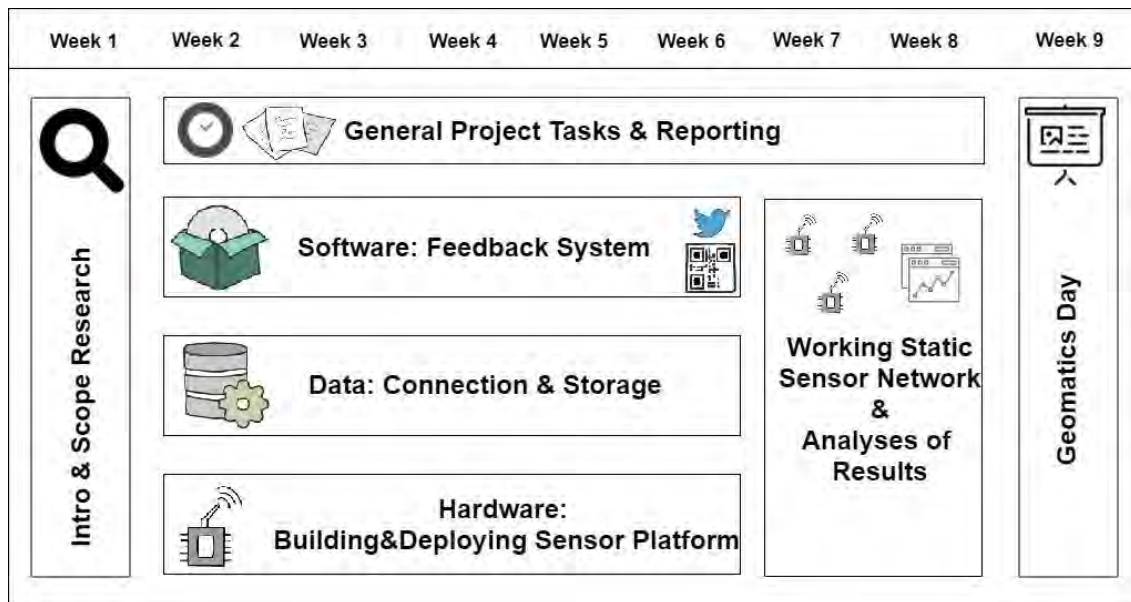 Week 1 Week 2 Week 3 Week 4 Week 5 Week 6 Week 7 Week 8 Week 9
Intro & Scope Research
General Project Tasks & Reporting
Software: Feedback System
Data: Connection & Storage
Hardware:
Building&Deploying Sensor Platform
Working Static
Sensor Network
&
Analyses of
Results
Geomatics Day